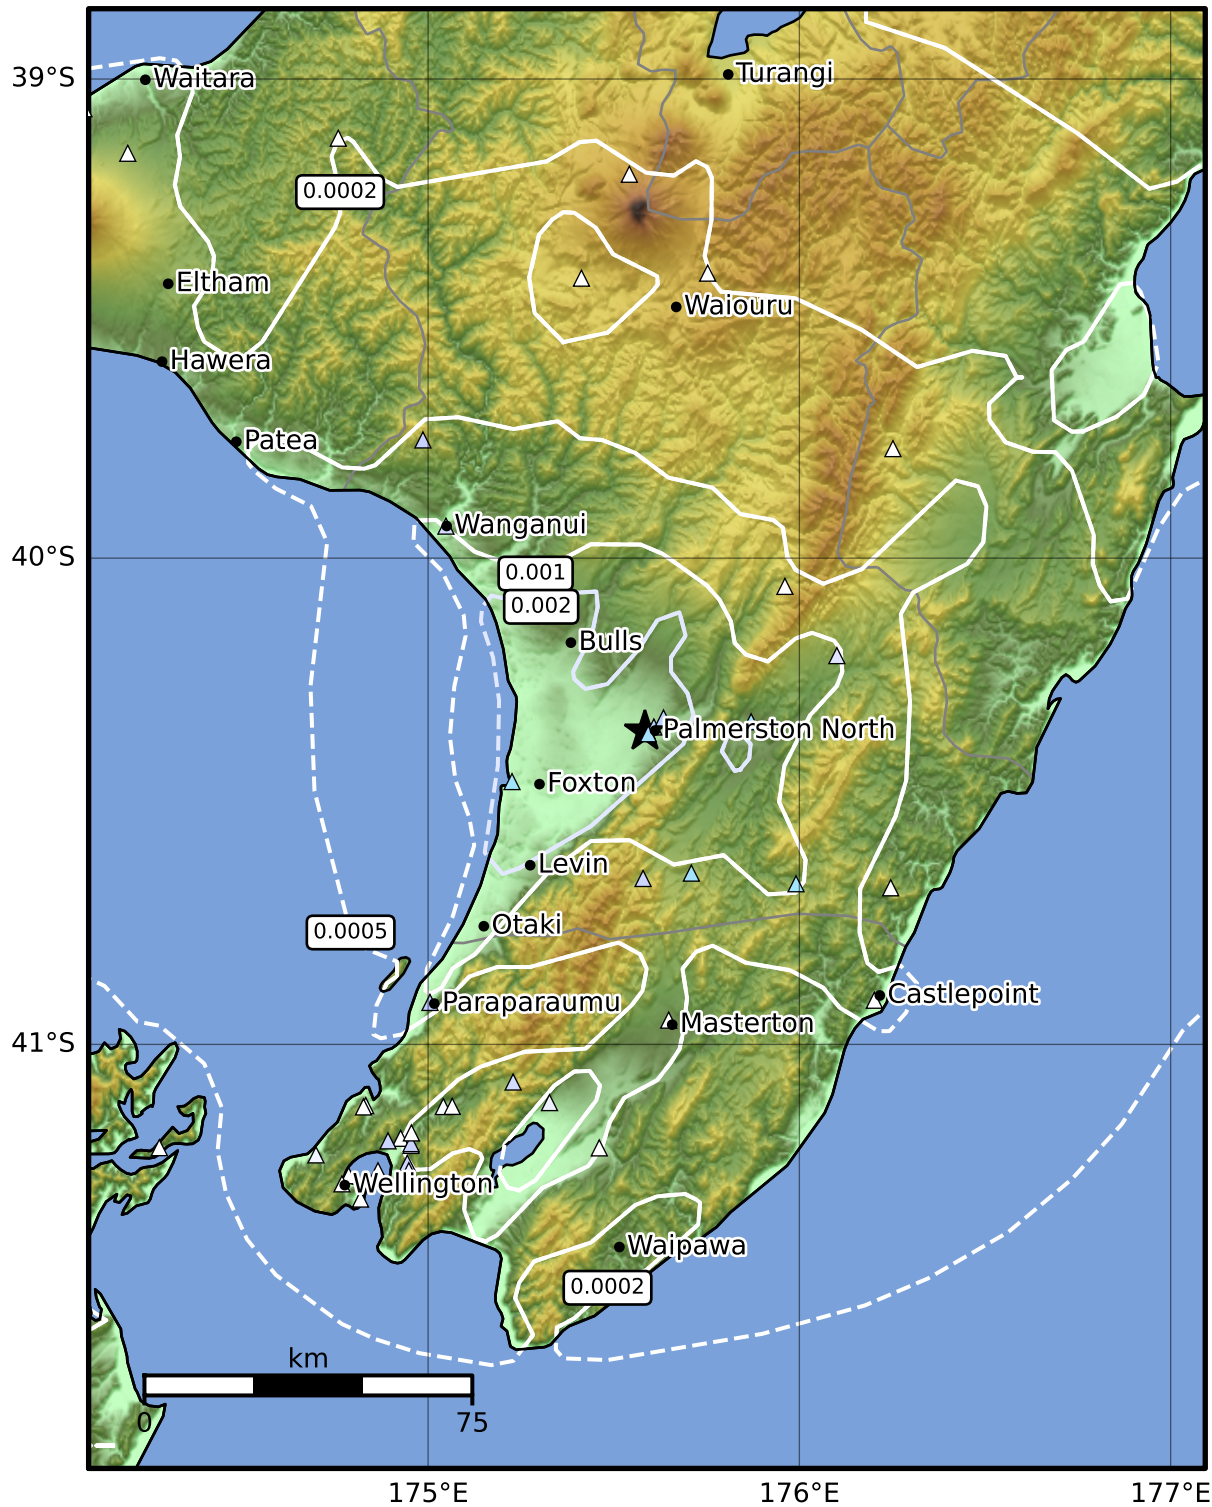 39°S
Waitara
Turangi
0.0002
Eltham
Waiouru
Hawera
Patea
Wanganui
40°S
0.001
0.002
Bulls
Palmerston North
Foxton
Levin
Otaki
0.0005
Paraparaumu
Castlepoint
Masterton
41°S
Wellington
Waipawa
0.0002
km
0
75
175°E
176°E
177°E